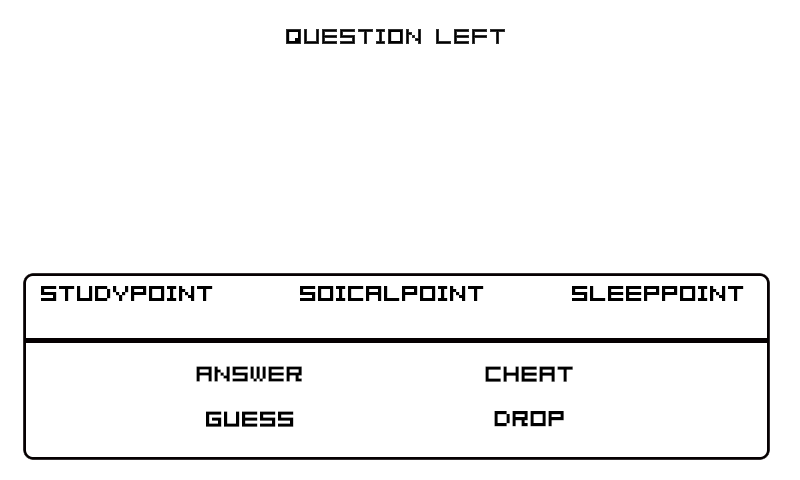 QUESTION LEFT
STUDYPOINT SOICALPOINT SLEEPPOINT
ANSWER CHEAT
GUESS DROP